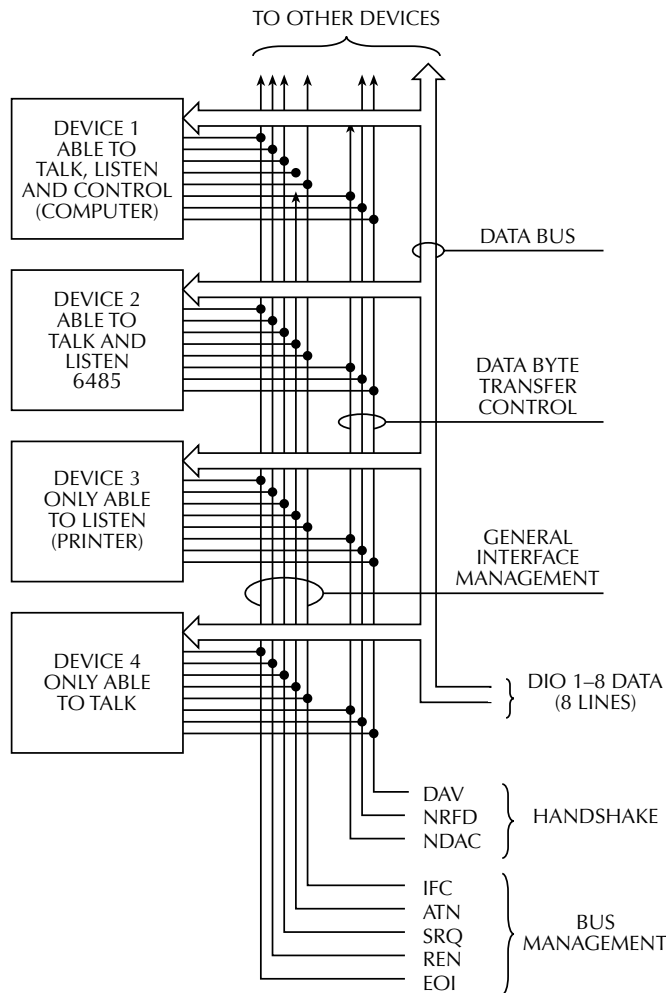 TO OTHER DEVICES
DEVICE 1
ABLE TO
TALK, LISTEN
AND CONTROL
(COMPUTER)
DATA BUS
DEVICE 2
ABLE TO
TALK AND
LISTEN
6485
DATA BYTE
TRANSFER
CONTROL
DEVICE 3
ONLY ABLE
TO LISTEN
(PRINTER)
GENERAL
INTERFACE
MANAGEMENT
DEVICE 4
ONLY ABLE
TO TALK
DIO 1–8 DATA
(8 LINES)
DAV
NRFD
NDAC
HANDSHAKE
IFC
ATN
SRQ
REN
EOI
BUS
MANAGEMENT